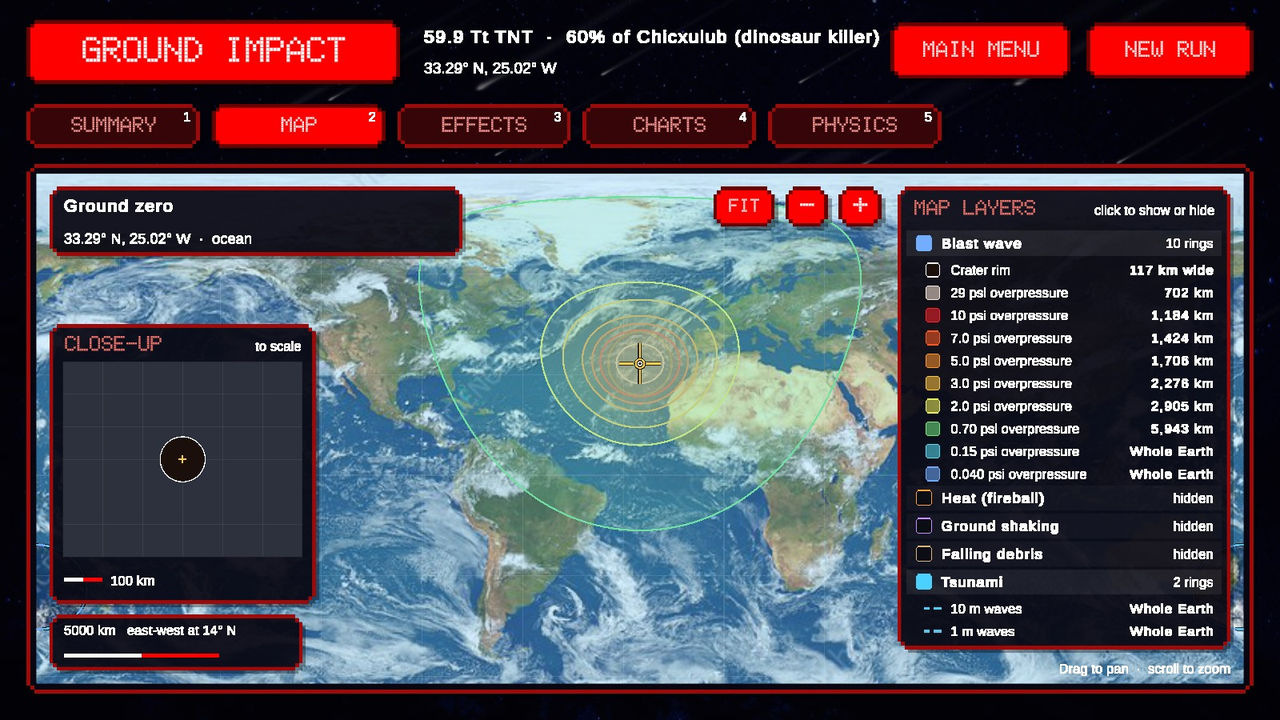 GROUND IMPACT
59.9 Tt TNT - 60% of Chicxulub (dinosaur killer)
33.29° N, 25.02° W
MAIN MENU
NEW RUN
SUMMARY 1
MAP 2
EFFECTS 3
CHARTS 4
PHYSICS 5
Ground zero
33.29° N, 25.02° W · ocean
FIT − +
CLOSE-UP to scale
100 km
5000 km east-west at 14° N
MAP LAYERS click to show or hide
Blast wave 10 rings
Crater rim 117 km wide
29 psi overpressure 702 km
10 psi overpressure 1,184 km
7.0 psi overpressure 1,424 km
5.0 psi overpressure 1,706 km
3.0 psi overpressure 2,276 km
2.0 psi overpressure 2,905 km
0.70 psi overpressure 5,943 km
0.15 psi overpressure Whole Earth
0.040 psi overpressure Whole Earth
Heat (fireball) hidden
Ground shaking hidden
Falling debris hidden
Tsunami 2 rings
10 m waves Whole Earth
1 m waves Whole Earth
Drag to pan · scroll to zoom